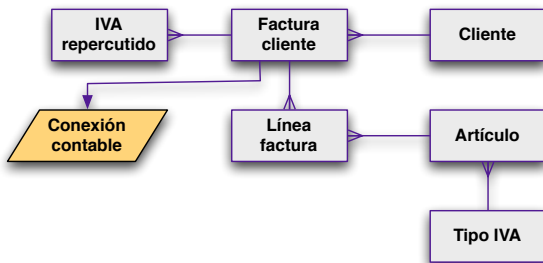 IVA
repercutido
Factura
cliente
Cliente
Conexión
contable
Línea
factura
Artículo
Tipo IVA